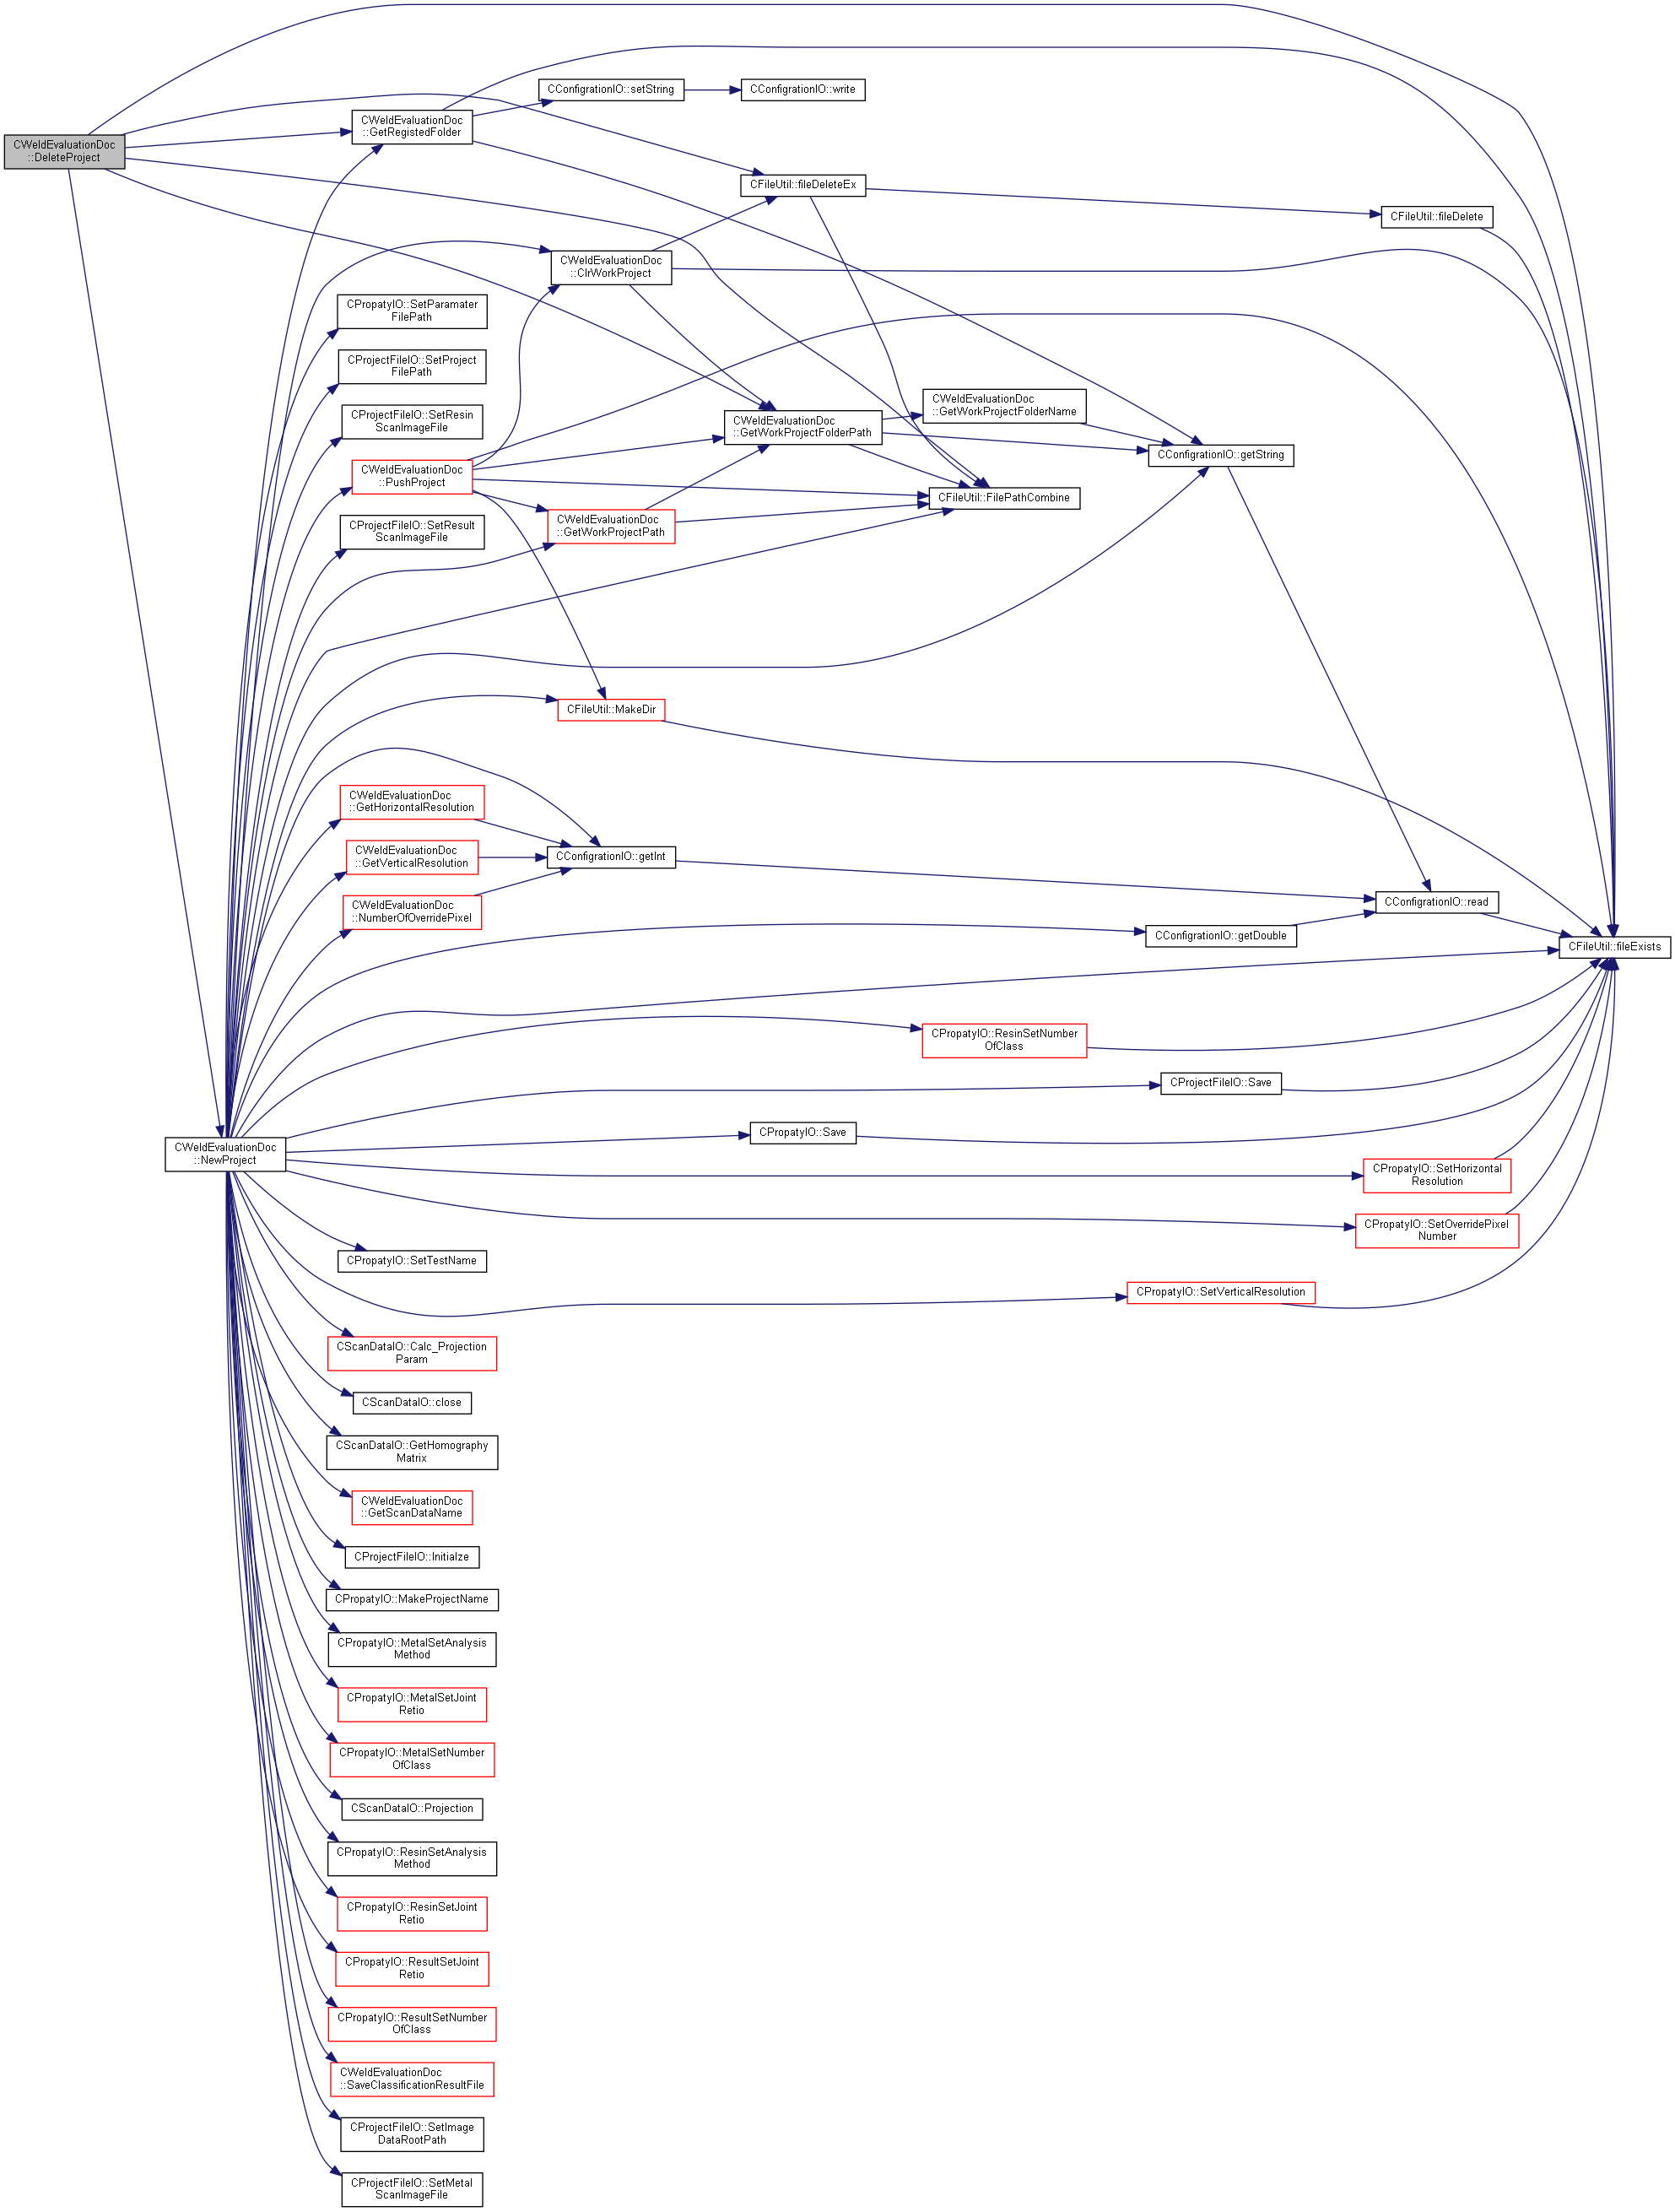 CWeldEvaluationDoc
::DeleteProject
CWeldEvaluationDoc
::GetRegistedFolder
CConfigrationIO::setString
CConfigrationIO::write
CFileUtil::fileDeleteEx
CFileUtil::fileDelete
CWeldEvaluationDoc
::ClrWorkProject
CPropatyIO::SetParamater
FilePath
CProjectFileIO::SetProject
FilePath
CProjectFileIO::SetResin
ScanImageFile
CWeldEvaluationDoc
::PushProject
CProjectFileIO::SetResult
ScanImageFile
CWeldEvaluationDoc
::GetWorkProjectPath
CWeldEvaluationDoc
::GetWorkProjectFolderPath
CWeldEvaluationDoc
::GetWorkProjectFolderName
CConfigrationIO::getString
CFileUtil::FilePathCombine
CFileUtil::MakeDir
CWeldEvaluationDoc
::GetHorizontalResolution
CWeldEvaluationDoc
::GetVerticalResolution
CWeldEvaluationDoc
::NumberOfOverridePixel
CConfigrationIO::getInt
CConfigrationIO::read
CConfigrationIO::getDouble
CFileUtil::fileExists
CPropatyIO::ResinSetNumber
OfClass
CProjectFileIO::Save
CPropatyIO::Save
CWeldEvaluationDoc
::NewProject
CPropatyIO::SetHorizontal
Resolution
CPropatyIO::SetOverridePixel
Number
CPropatyIO::SetTestName
CPropatyIO::SetVerticalResolution
CScanDataIO::Calc_Projection
Param
CScanDataIO::close
CScanDataIO::GetHomography
Matrix
CWeldEvaluationDoc
::GetScanDataName
CProjectFileIO::Initialze
CPropatyIO::MakeProjectName
CPropatyIO::MetalSetAnalysis
Method
CPropatyIO::MetalSetJoint
Retio
CPropatyIO::MetalSetNumber
OfClass
CScanDataIO::Projection
CPropatyIO::ResinSetAnalysis
Method
CPropatyIO::ResinSetJoint
Retio
CPropatyIO::ResultSetJoint
Retio
CPropatyIO::ResultSetNumber
OfClass
CWeldEvaluationDoc
::SaveClassificationResultFile
CProjectFileIO::SetImage
DataRootPath
CProjectFileIO::SetMetal
ScanImageFile